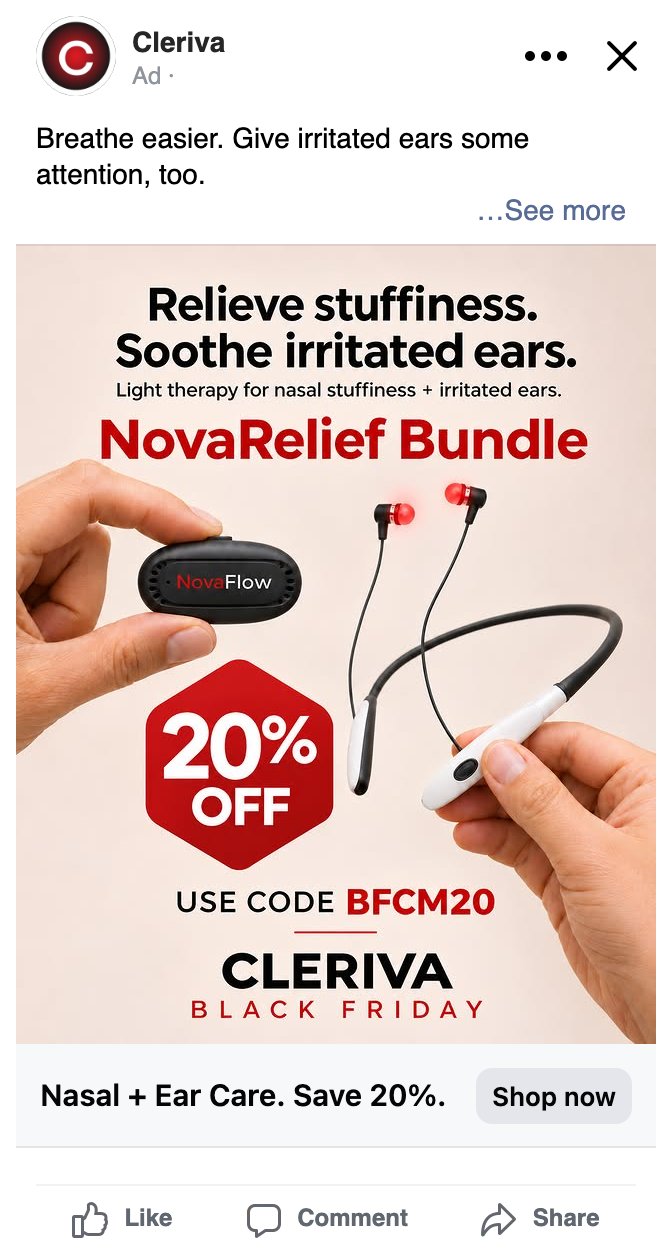 C
Cleriva
Ad ·
Breathe easier. Give irritated ears some
attention, too.
...See more
Relieve stuffiness.
Soothe irritated ears.
Light therapy for nasal stuffiness + irritated ears.
NovaRelief Bundle
NovaFlow
20%
OFF
USE CODE BFCM20
CLERIVA
BLACK FRIDAY
Nasal + Ear Care. Save 20%.
Shop now
Like
Comment
Share